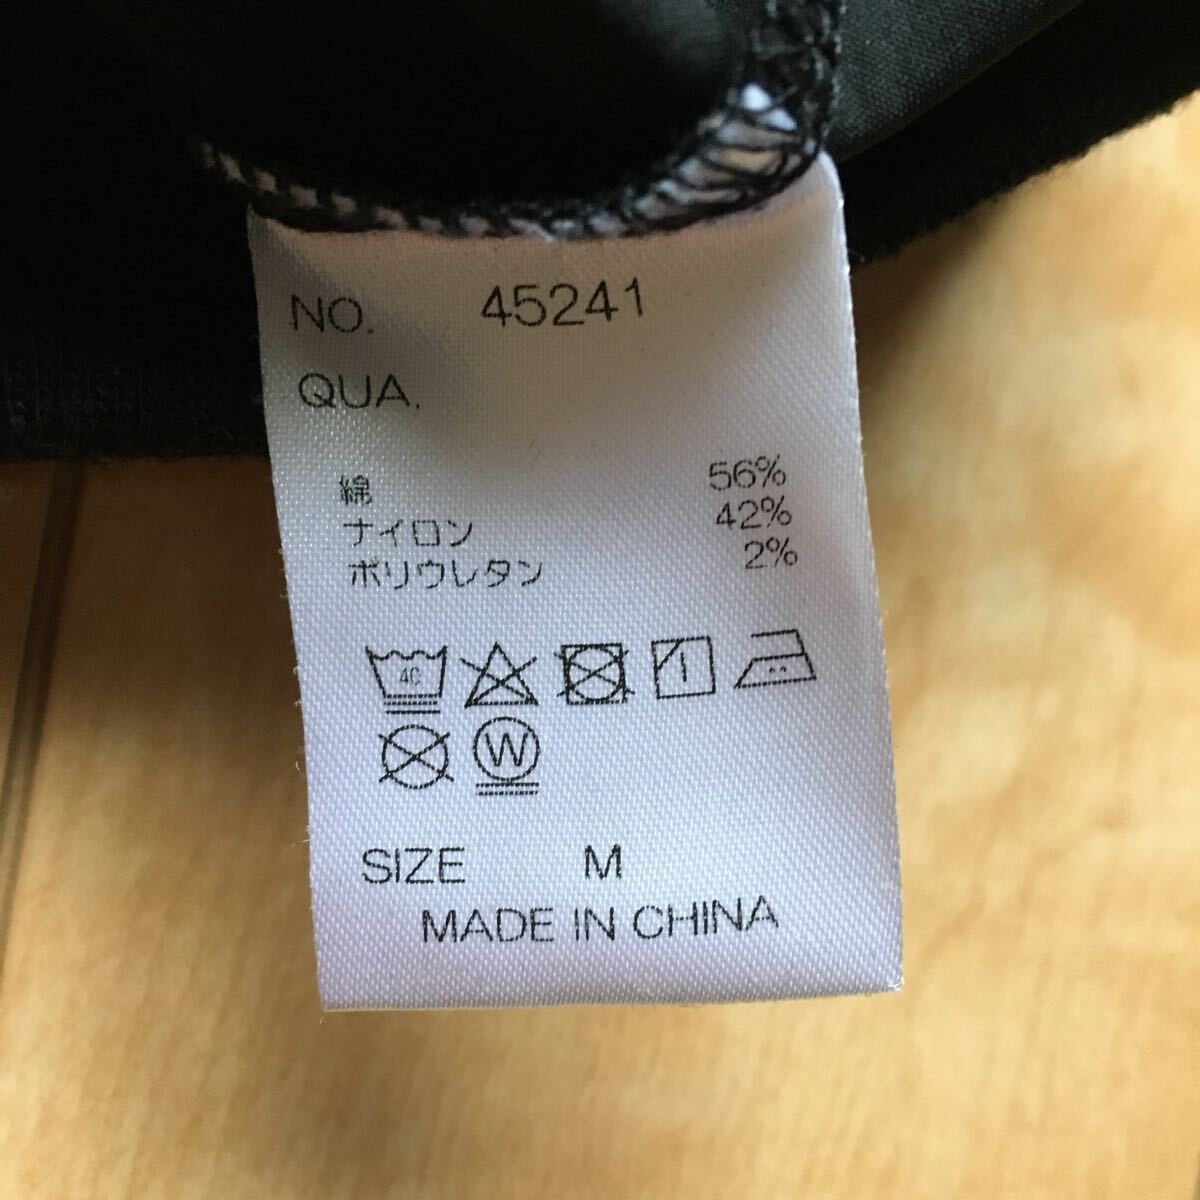 NO. 45241
QUA.
綿 56%
ナイロン 42%
ポリウレタン 2%
40
W
SIZE M
MADE IN CHINA